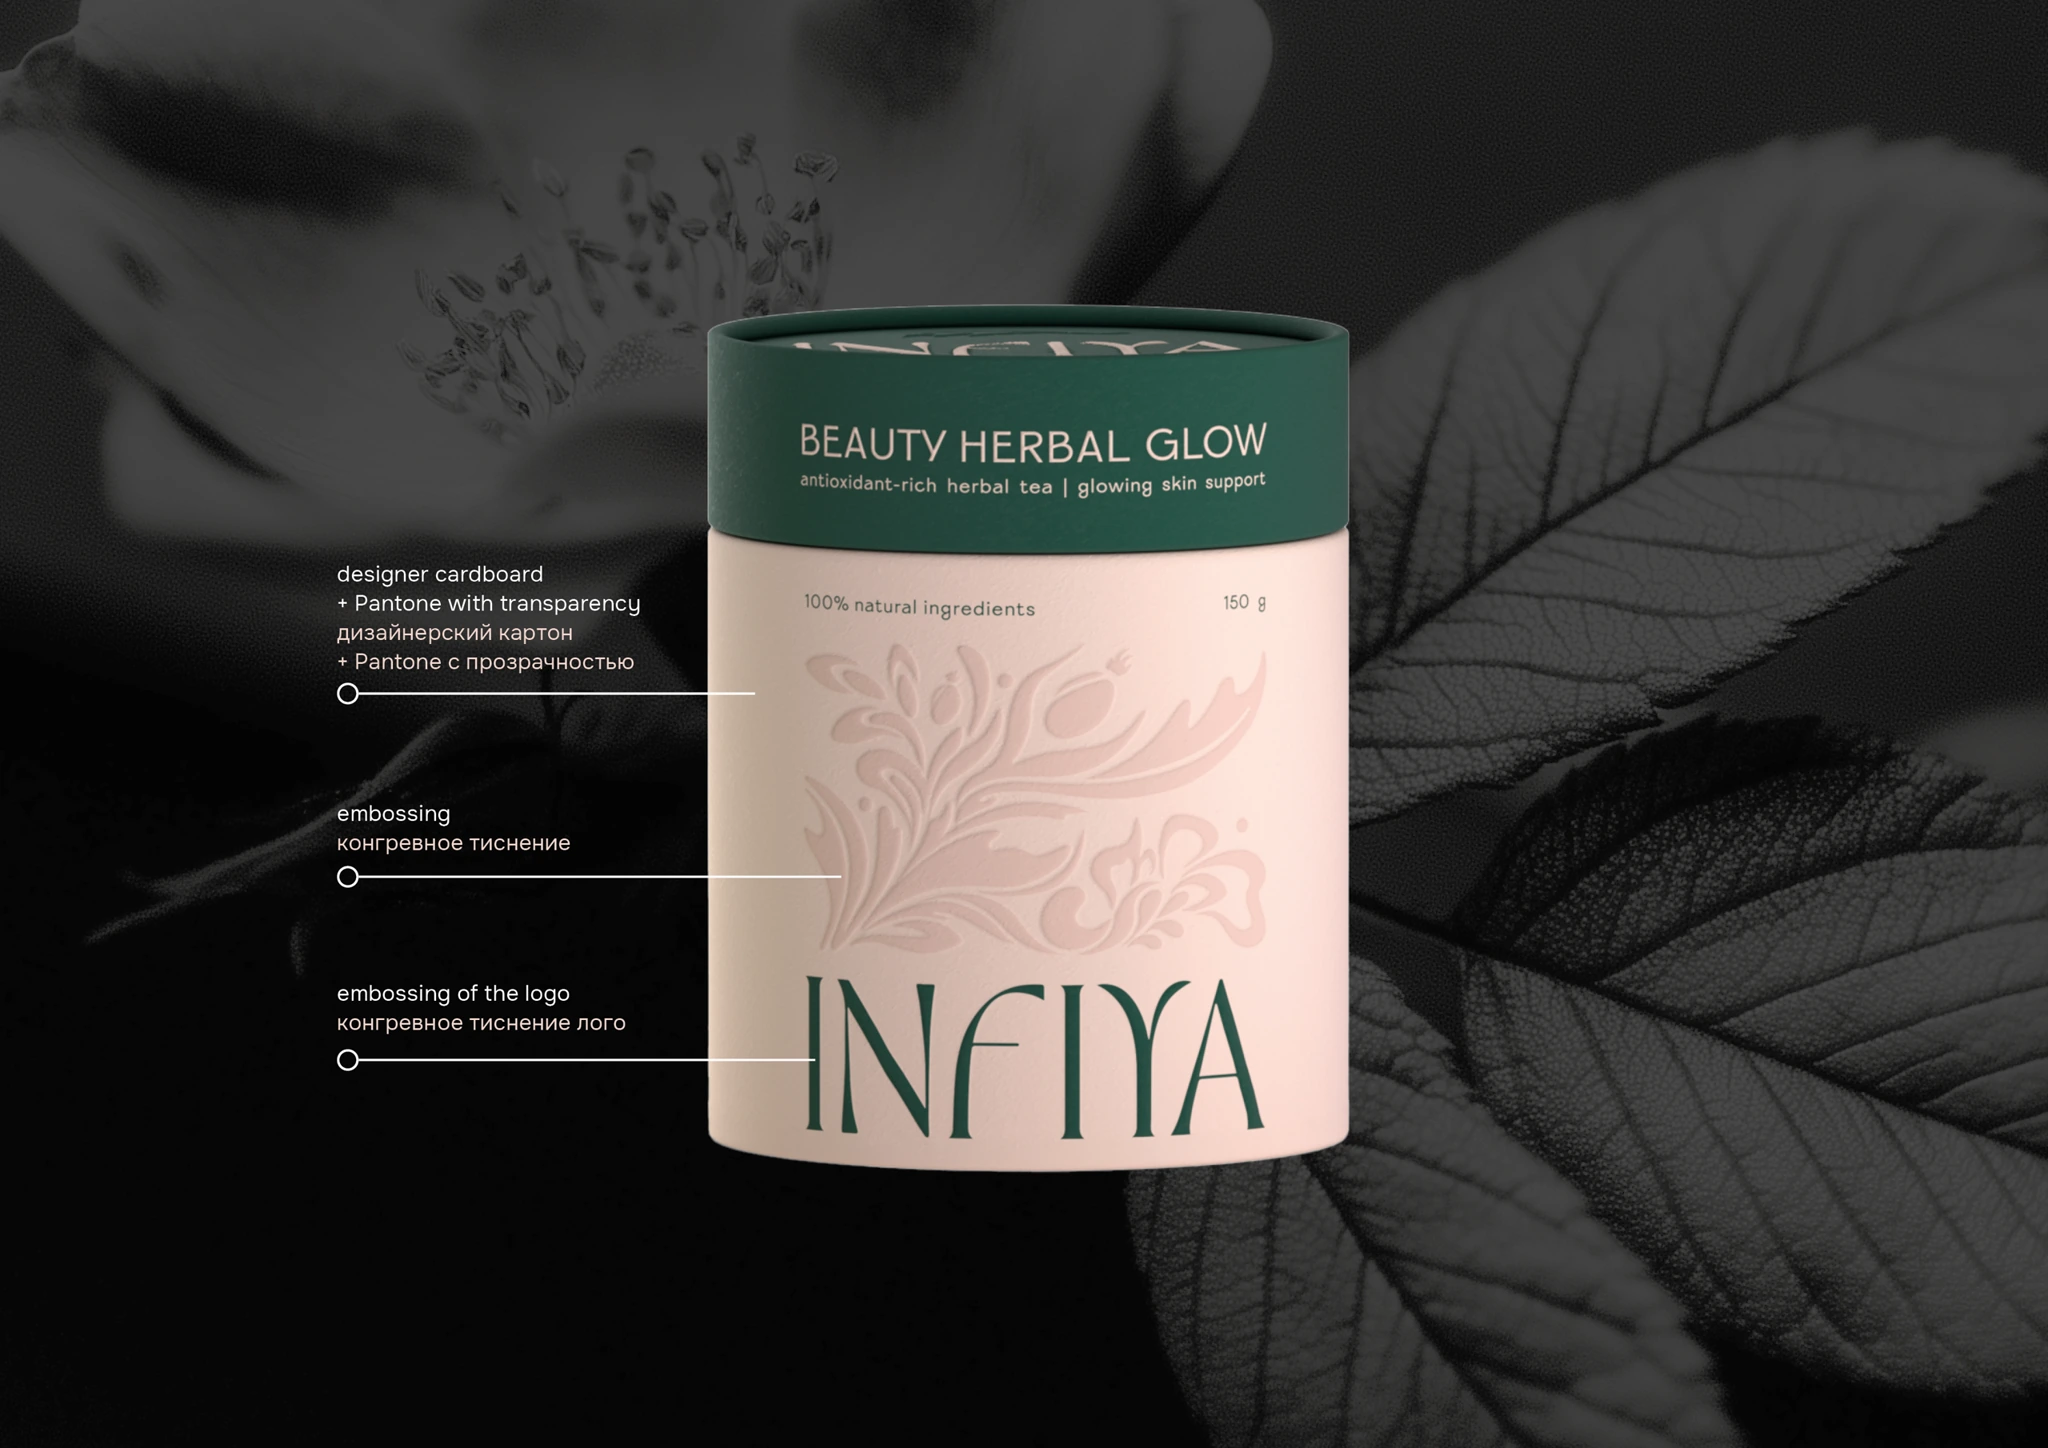 INFIYA
BEAUTY HERBAL GLOW
antioxidant-rich herbal tea | glowing skin support
designer cardboard
+ Pantone with transparency
дизайнерский картон
+ Pantone с прозрачностью
100% natural ingredients
150 g
embossing
конгревное тиснение
embossing of the logo
конгревное тиснение лого
INFIYA